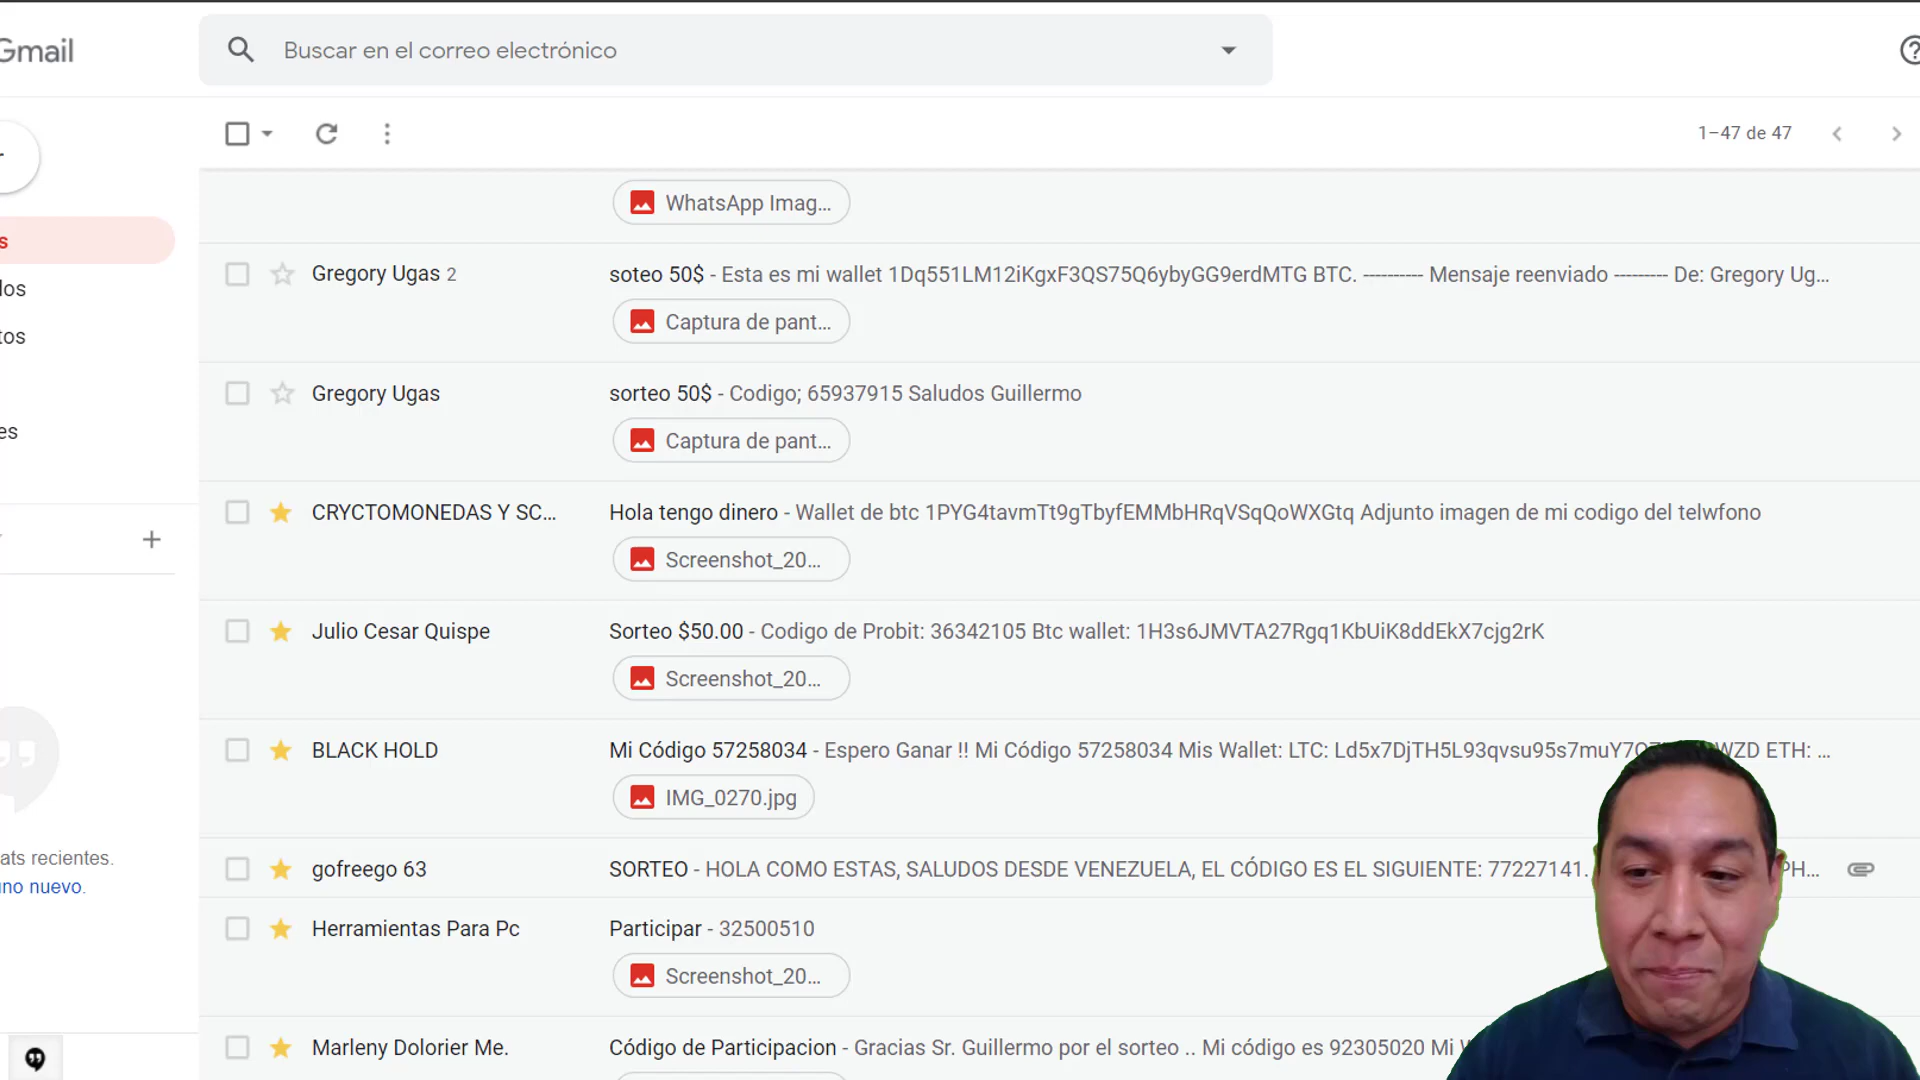 Gmail
Buscar en el correo electrónico
1–47 de 47
WhatsApp Imag...
Gregory Ugas 2
soteo 50$ - Esta es mi wallet 1Dq551LM12iKgxF3QS75Q6ybyGG9erdMTG BTC. ---------- Mensaje reenviado --------- De: Gregory Ug...
Captura de pant...
Gregory Ugas
sorteo 50$ - Codigo; 65937915 Saludos Guillermo
Captura de pant...
CRYCTOMONEDAS Y SC...
Hola tengo dinero - Wallet de btc 1PYG4tavmTt9gTbyfEMMbHRqVSqQoWXGtq Adjunto imagen de mi codigo del telwfono
Screenshot_20...
Julio Cesar Quispe
Sorteo $50.00 - Codigo de Probit: 36342105 Btc wallet: 1H3s6JMVTA27Rgq1KbUiK8ddEkX7cjg2rK
Screenshot_20...
BLACK HOLD
Mi Código 57258034 - Espero Ganar !! Mi Código 57258034 Mis Wallet: LTC: ETH: ...
IMG_0270.jpg
gofreego 63
SORTEO - HOLA COMO ESTAS, SALUDOS DESDE VENEZUELA, EL CÓDIGO ES EL SIGUIENTE: 77227141.
Herramientas Para Pc
Participar - 32500510
Screenshot_20...
Marleny Dolorier Me.
Código de Participacion - Gracias Sr. Guillermo por el sorteo .. Mi código es 92305020 Mi
s
los
tos
es
ats recientes.
uno nuevo.